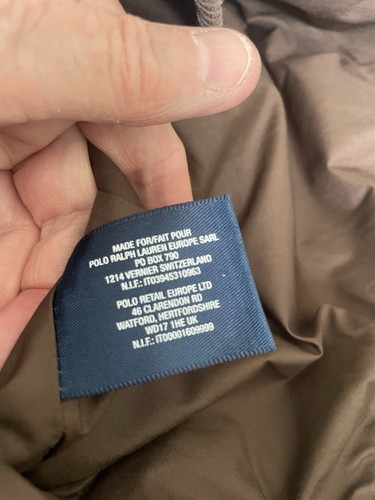 MADE FOR/FAIT POUR
POLO RALPH LAUREN EUROPE SARL
PO BOX 790
1214 VERNIER SWITZERLAND
N.I.F.: IT03945310963
POLO RETAIL EUROPE LTD
46 CLARENDON RD
WATFORD, HERTFORDSHIRE
WD17 1HE UK
N.I.F.: IT00001609999